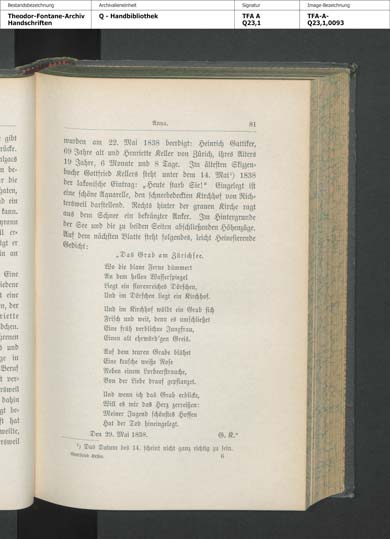 Bestandsbezeichnung
Archivalieneinheit
Signatur
Image-Bezeichnung
Theodor-Fontane-Archiv
Handschriften
Q - Handbibliothek
TFA A
Q23,1
TFA-A-
Q23,1,0093
Anna. 81
wurden am 22. Mai 1838 beerdigt: Heinrich Gattiker,
69 Jahre alt und Henriette Keller von Zürich, ihres Alters
19 Jahre, 6 Monate und 8 Tage. Im ältesten Skizzen-
buche Gottfried Kellers steht unter dem 14. Mai¹) 1838
der lakonische Eintrag: „Heute starb Sie!“ Eingelegt ist
eine schöne Aquarelle, den schneebedeckten Kirchhof von Rich-
tersweil darstellend. Rechts hinter der grauen Kirche ragt
aus dem Schnee ein bekränzter Anker. Im Hintergrunde
der See und die zu beiden Seiten abschließenden Höhenzüge.
Auf dem nächsten Blatte steht folgendes, leicht Heinesierende
Gedicht:
„Das Grab am Zürichsee.
Wo die blaue Ferne dämmert
An dem hellen Wasserspiegel
Liegt ein blumenreiches Dörfchen,
Und im Dörfchen liegt ein Kirchhof.
Und im Kirchhof wölbt ein Grab sich
Frisch und weit, denn es umschließet
Eine früh verblichne Jungfrau,
Einen alt ehrwürd'gen Greis.
Auf dem teuren Grabe blühet
Eine keusche weiße Rose
Neben einem Lorbeerstrauche,
Von der Liebe drauf gepflanzet.
Und wenn ich das Grab erblicke,
Will es mir das Herz zerreißen:
Meiner Jugend schönstes Hoffen
Hat der Tod hineingelegt.
Den 29. Mai 1838. G. K.“
¹) Das Datum des 14. scheint nicht ganz richtig zu sein.
6